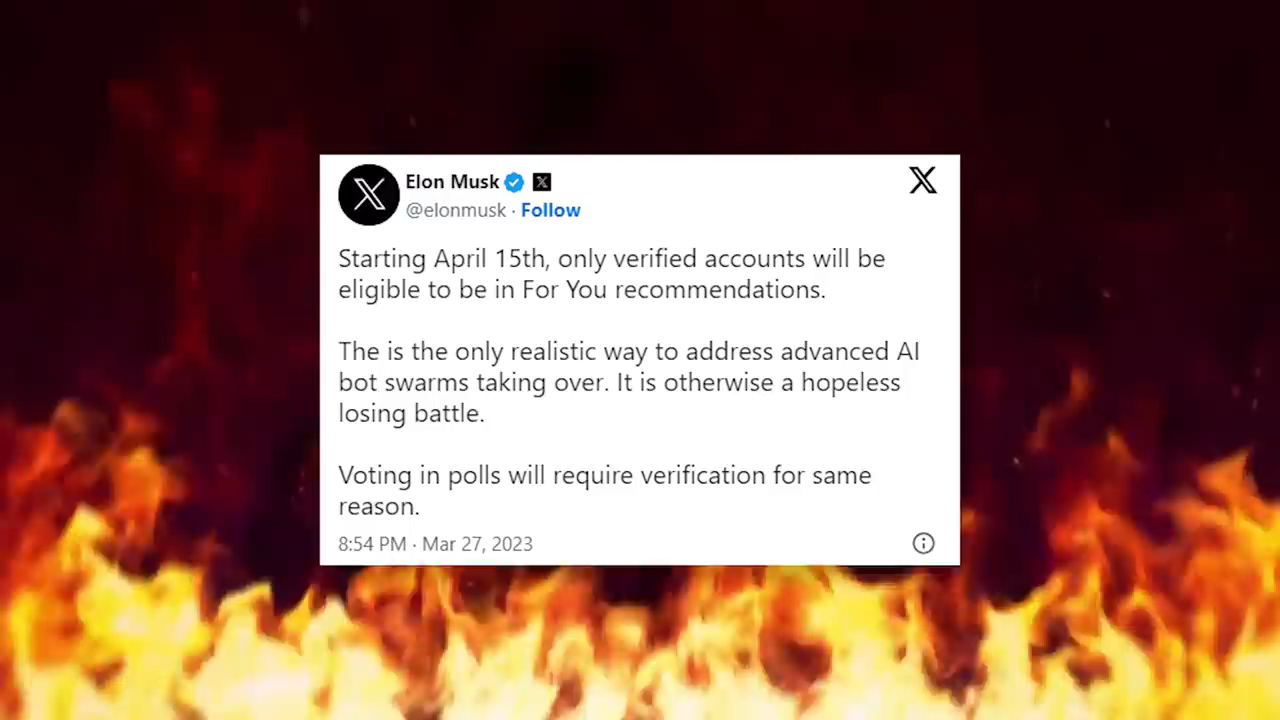 Elon Musk
@elonmusk · Follow
Starting April 15th, only verified accounts will be
eligible to be in For You recommendations.
The is the only realistic way to address advanced AI
bot swarms taking over. It is otherwise a hopeless
losing battle.
Voting in polls will require verification for same
reason.
8:54 PM · Mar 27, 2023